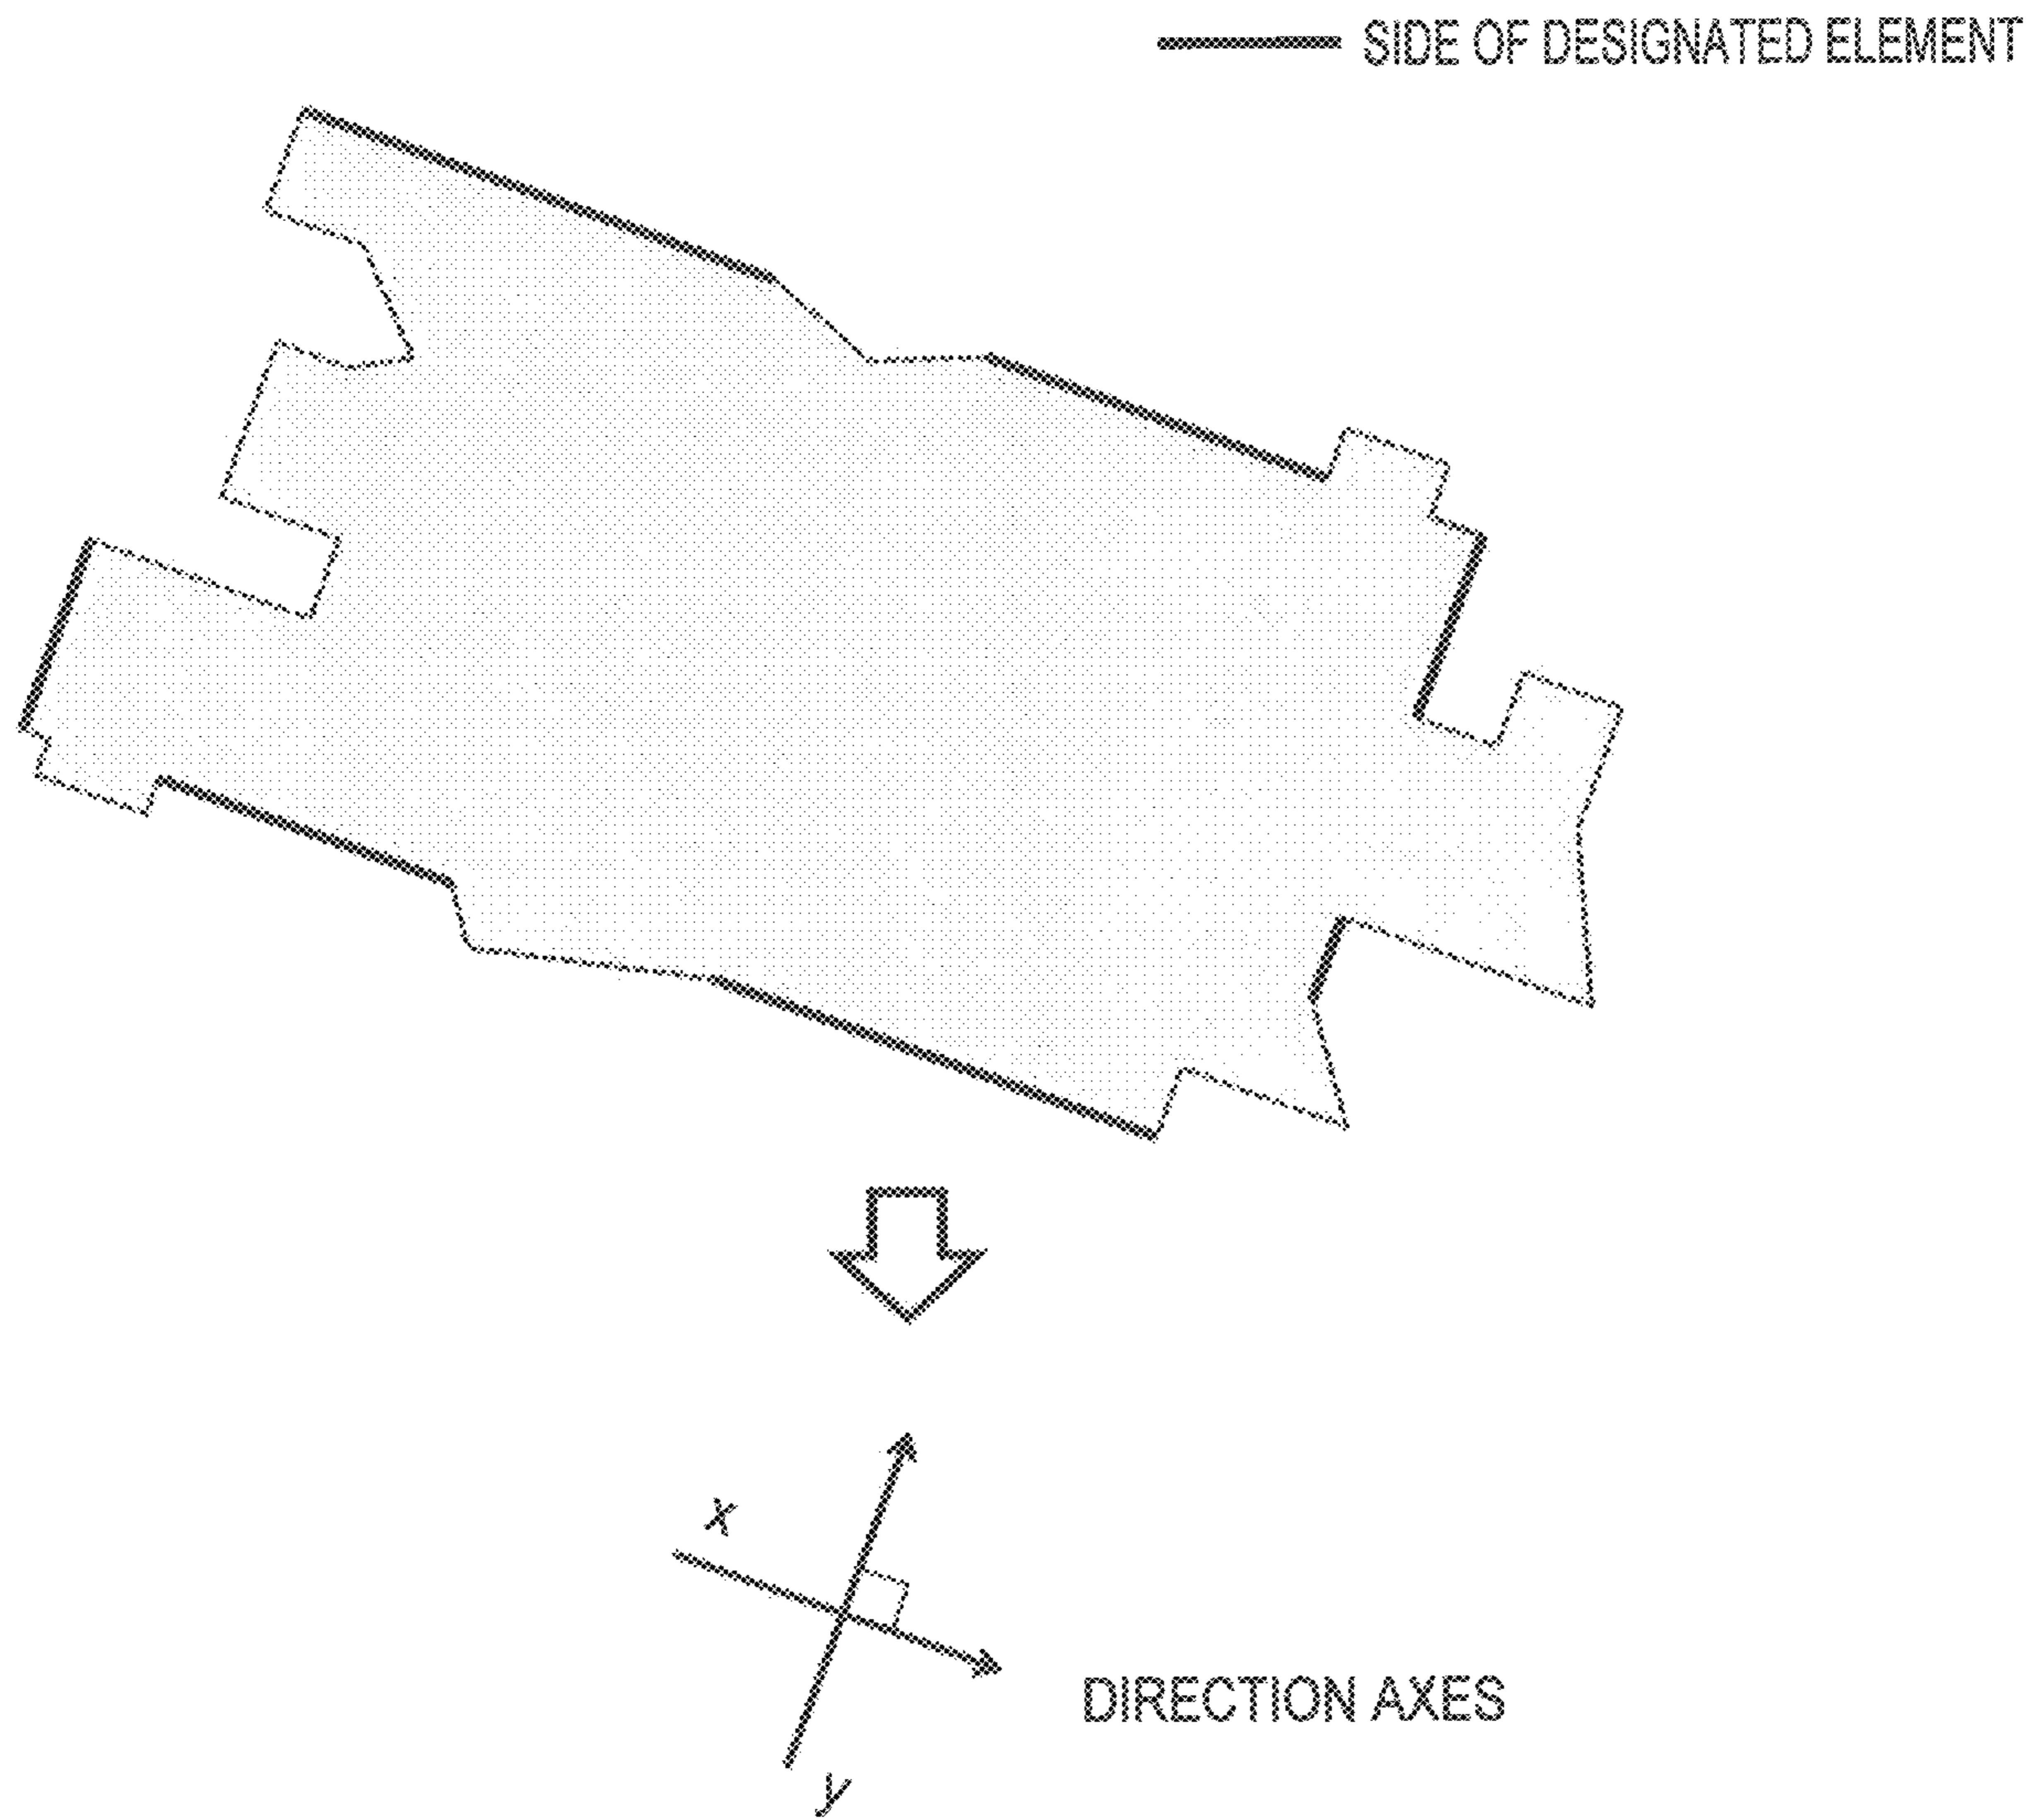 SIDE OF DESIGNATED ELEMENT
x
DIRECTION AXES
y